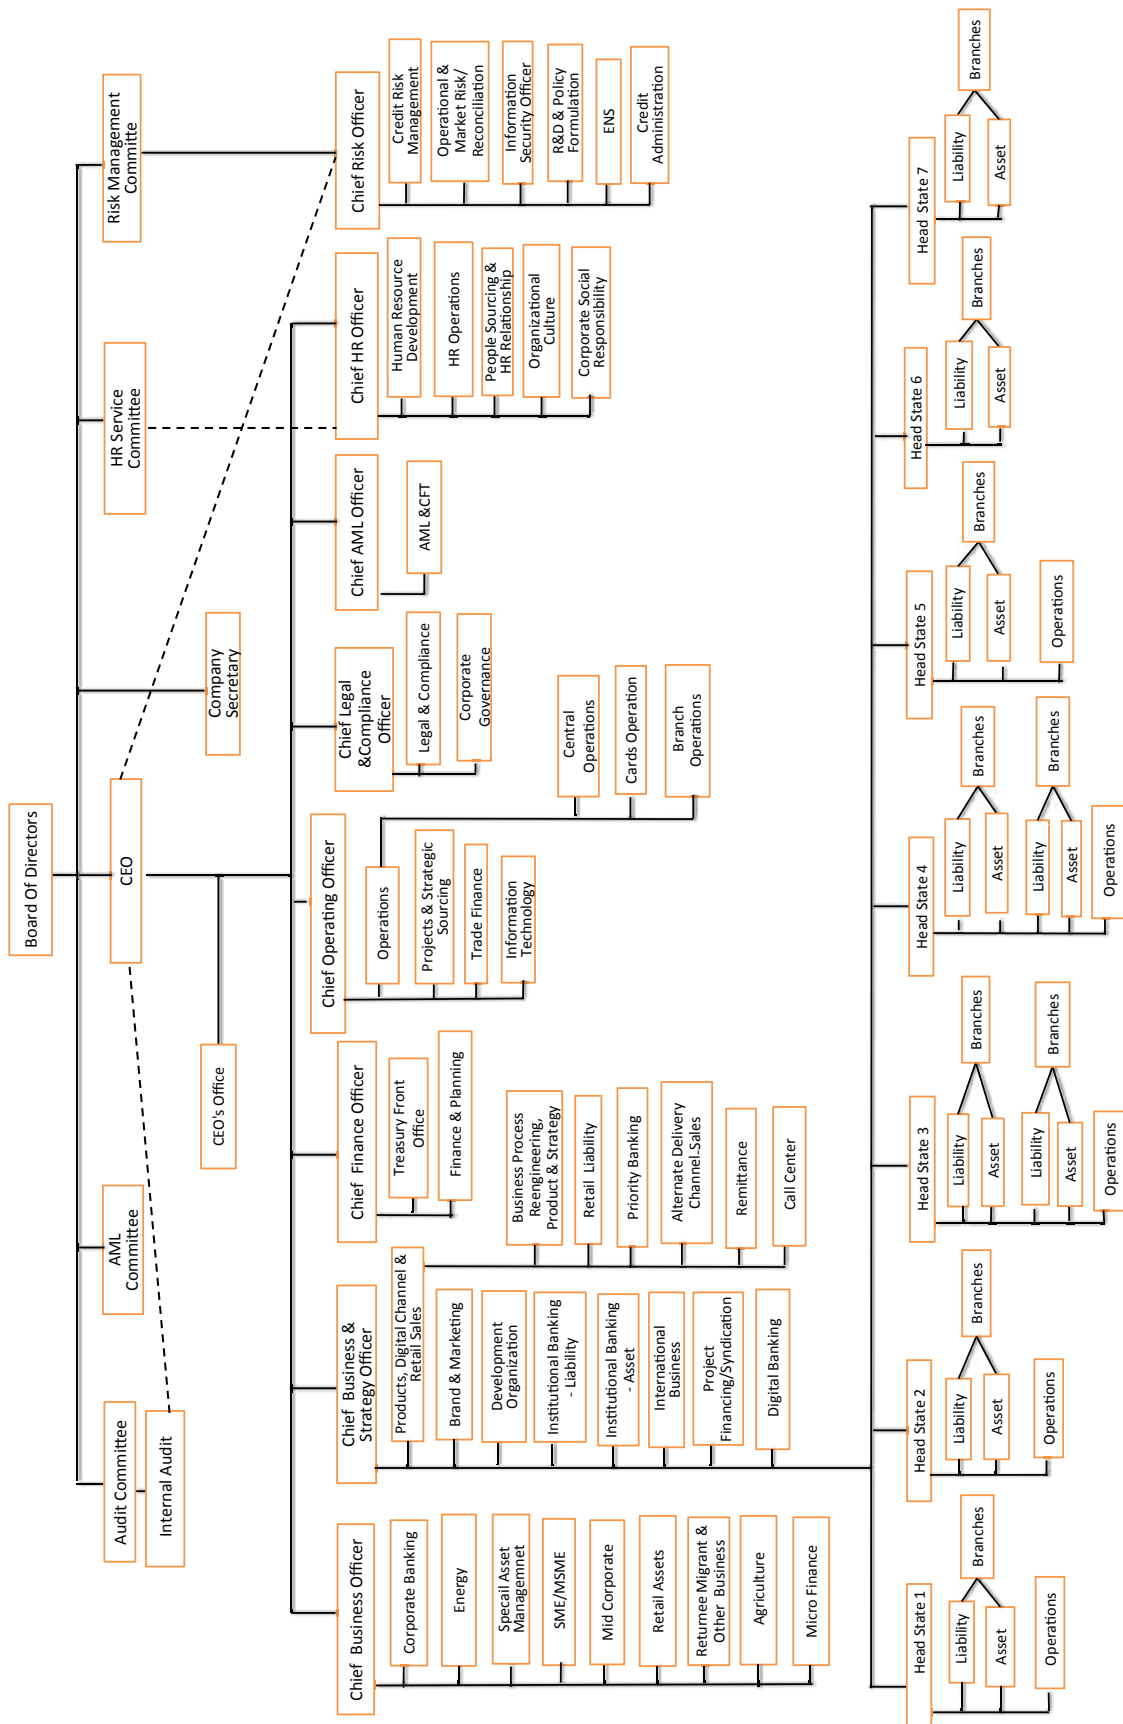 Board Of Directors
Audit Committee
Internal Audit
AML
Committee
CEO
CEO's Office
Company
Secretary
HR Service
Committee
Risk Management
Committe
Chief Business Officer
Corporate Banking
Energy
Specail Asset
Managemnet
SME/MSME
Mid Corporate
Retail Assets
Returnee Migrant &
Other Business
Agriculture
Micro Finance
Chief Business &
Strategy Officer
Products, Digital Channel &
Retail Sales
Brand & Marketing
Development
Organization
Institutional Banking
- Liability
Institutional Banking
- Asset
International
Business
Project
Financing/Syndication
Digital Banking
Business Process
Reengineering,
Product & Strategy
Retail Liability
Priority Banking
Alternate Delivery
Channel-Sales
Remittance
Call Center
Chief Finance Officer
Treasury Front
Office
Finance & Planning
Chief Operating Officer
Operations
Projects & Strategic
Sourcing
Trade Finance
Information
Technology
Central
Operations
Cards Operation
Branch
Operations
Chief Legal
&Compliance
Officer
Legal & Compliance
Corporate
Governance
Chief AML Officer
AML &CFT
Chief HR Officer
Human Resource
Development
HR Operations
People Sourcing &
HR Relationship
Organizational
Culture
Corporate Social
Responsibility
Chief Risk Officer
Credit Risk
Management
Operational &
Market Risk/
Reconciliation
Information
Security Officer
R&D & Policy
Formulation
ENS
Credit
Administration
Head State 1
Liability
Asset
Branches
Operations
Head State 2
Liability
Asset
Branches
Operations
Head State 3
Liability
Asset
Branches
Liability
Asset
Branches
Operations
Head State 4
Liability
Asset
Branches
Liability
Asset
Branches
Operations
Head State 5
Liability
Asset
Branches
Operations
Head State 6
Liability
Asset
Branches
Head State 7
Liability
Asset
Branches